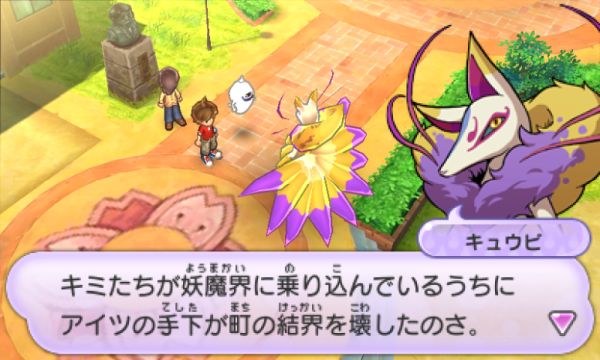 キュウビ
キミたちが妖魔界に乗り込んでいるうちに
アイツの手下が町の結界を壊したのさ。